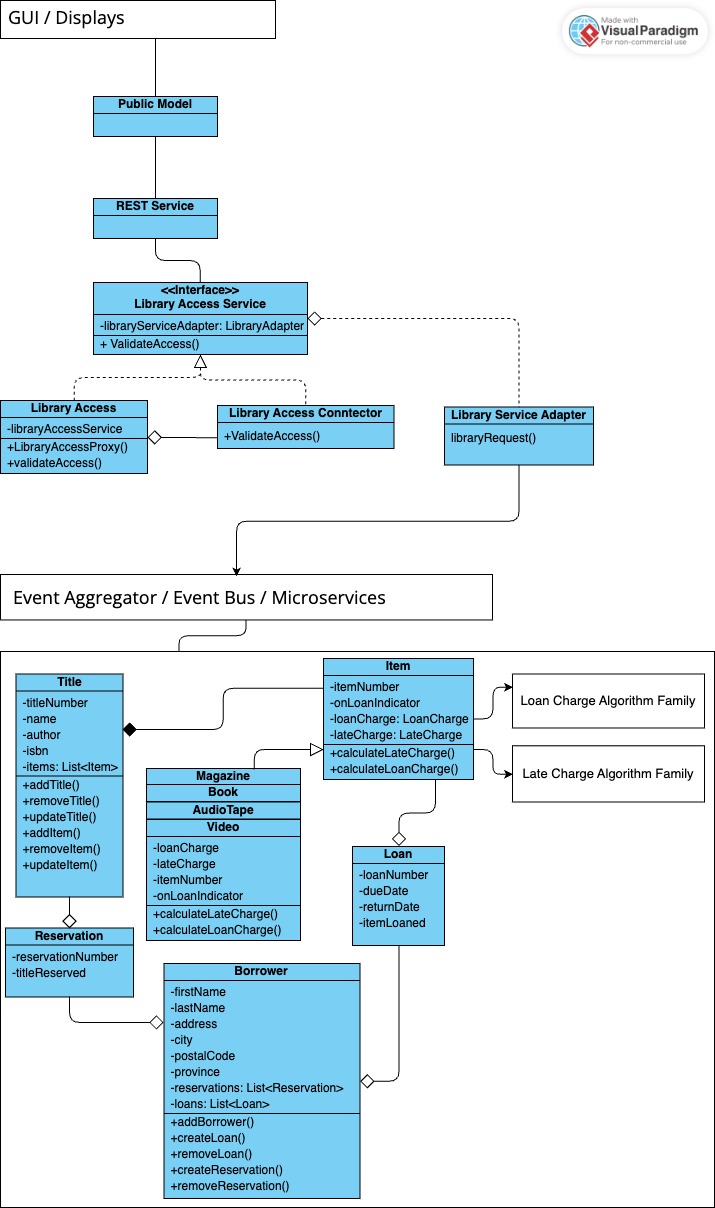 GUI / Displays
Made with
VisualParadigm
For non-commercial use
Public Model
REST Service
<<Interface>>
Library Access Service
-libraryServiceAdapter: LibraryAdapter
+ ValidateAccess()
Library Access
-libraryAccessService
+LibraryAccessProxy()
+validateAccess()
Library Access Conntector
+ValidateAccess()
Library Service Adapter
libraryRequest()
Event Aggregator / Event Bus / Microservices
Title
-titleNumber
-name
-author
-isbn
-items: List<Item>
+addTitle()
+removeTitle()
+updateTitle()
+addItem()
+removeItem()
+updateItem()
Item
-itemNumber
-onLoanIndicator
-loanCharge: LoanCharge
-lateCharge: LateCharge
+calculateLateCharge()
+calculateLoanCharge()
Loan Charge Algorithm Family
Late Charge Algorithm Family
Magazine
Book
AudioTape
Video
-loanCharge
-lateCharge
-itemNumber
-onLoanIndicator
+calculateLateCharge()
+calculateLoanCharge()
Loan
-loanNumber
-dueDate
-returnDate
-itemLoaned
Reservation
-reservationNumber
-titleReserved
Borrower
-firstName
-lastName
-address
-city
-postalCode
-province
-reservations: List<Reservation>
-loans: List<Loan>
+addBorrower()
+createLoan()
+removeLoan()
+createReservation()
+removeReservation()